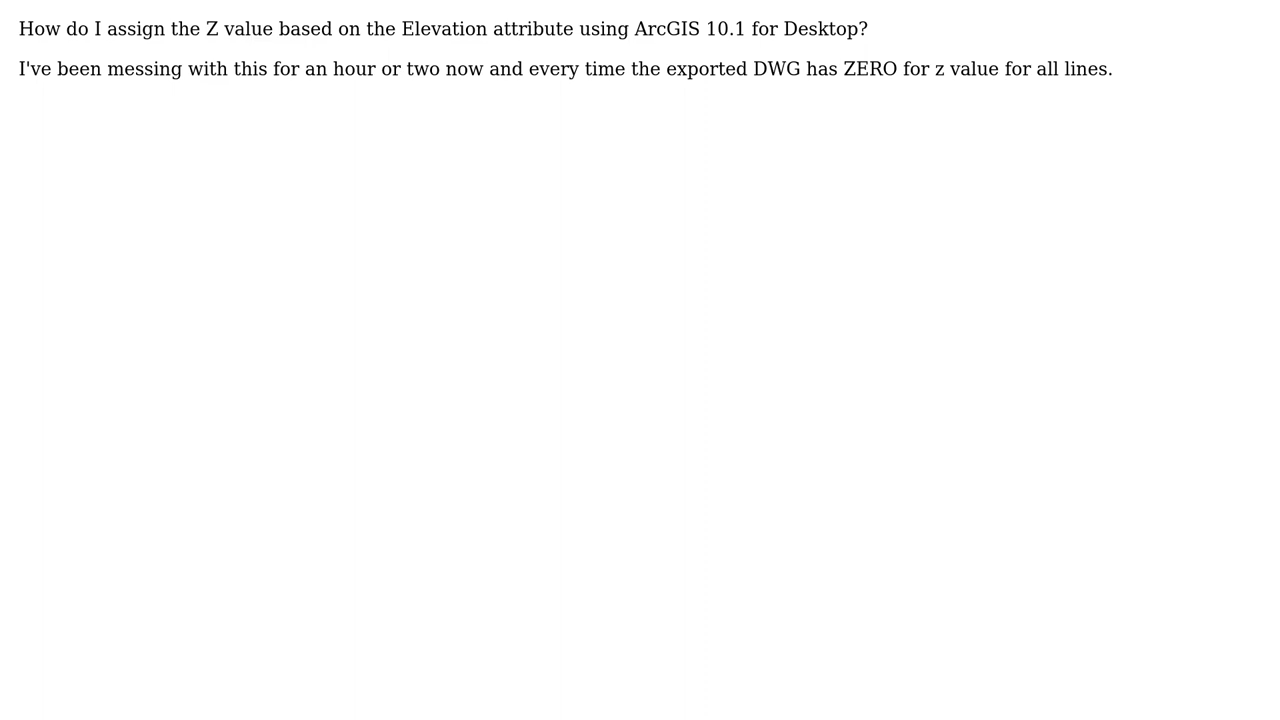 How do I assign the Z value based on the Elevation attribute using ArcGIS 10.1 for Desktop?
I've been messing with this for an hour or two now and every time the exported DWG has ZERO for z value for all lines.